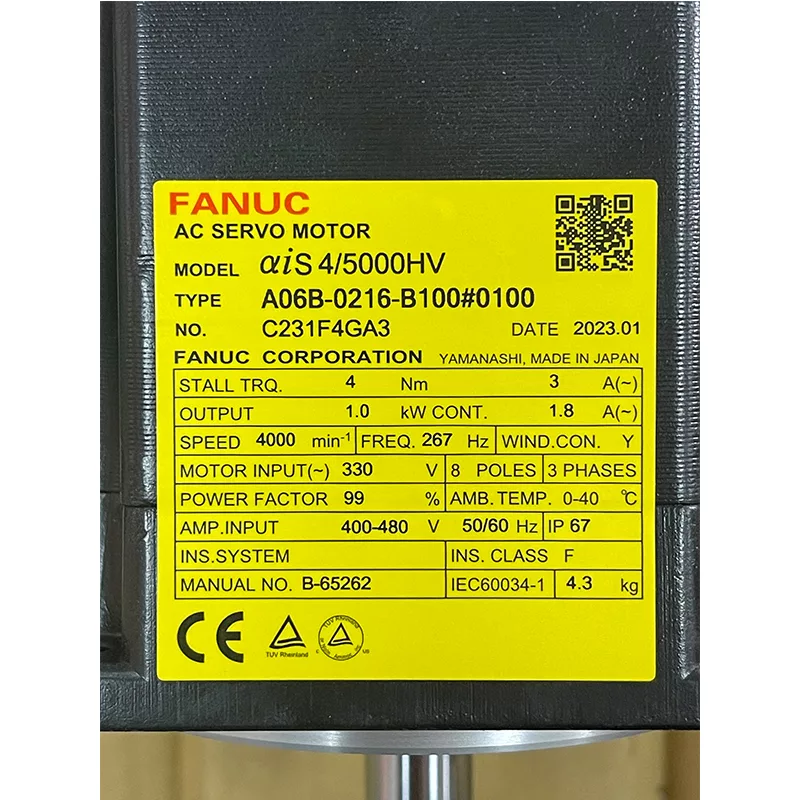 FANUC
AC SERVO MOTOR
MODEL αiS 4/5000HV
TYPE A06B-0216-B100#0100
NO. C231F4GA3 DATE 2023.01
FANUC CORPORATION YAMANASHI, MADE IN JAPAN
STALL TRQ. 4 Nm 3 A(~)
OUTPUT 1.0 kW CONT. 1.8 A(~)
SPEED 4000 min-1 FREQ. 267 Hz WIND.CON. Y
MOTOR INPUT(~) 330 V 8 POLES 3 PHASES
POWER FACTOR 99 % AMB.TEMP. 0-40 ℃
AMP.INPUT 400-480 V 50/60 Hz IP 67
INS.SYSTEM INS. CLASS F
MANUAL NO. B-65262 IEC60034-1 4.3 kg
CE
TUV Rheinland
TUV Rheinland
C US